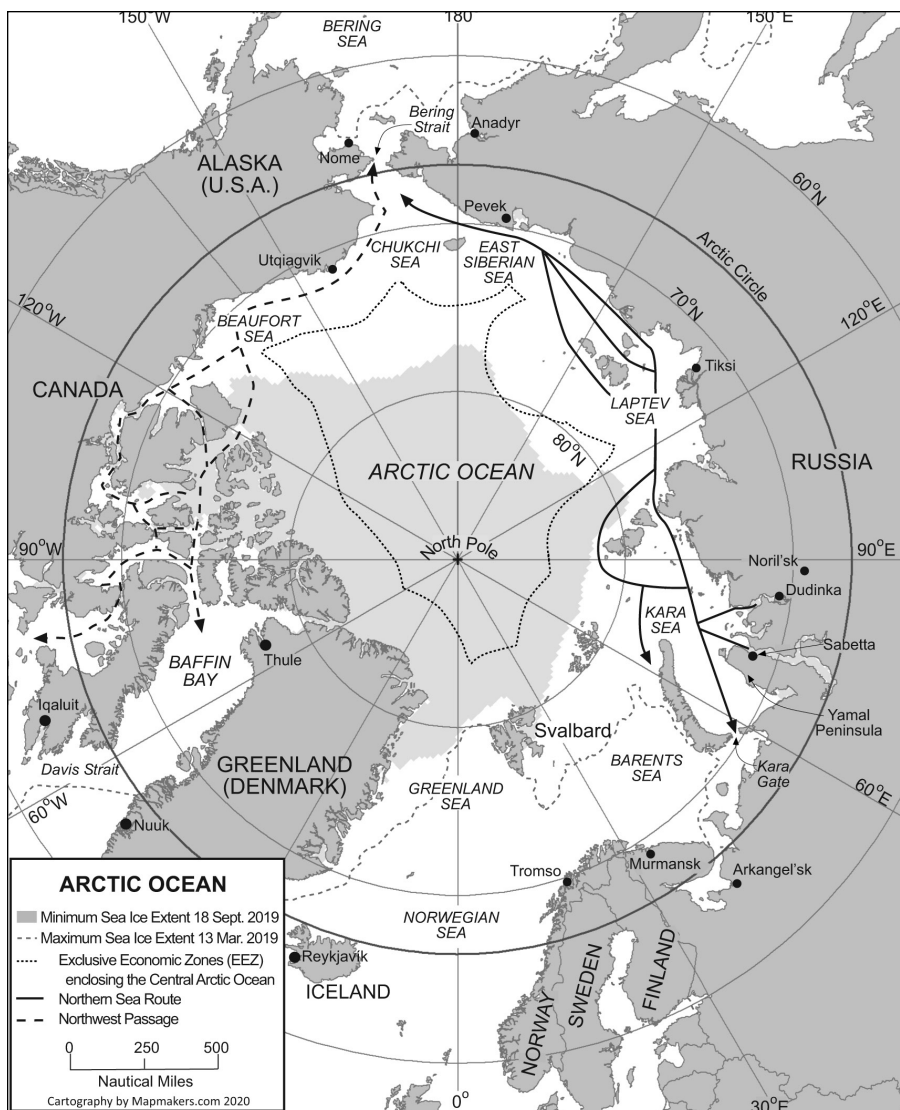 150°W
180
150°E
BERING
SEA
Bering
Strait
Anadyr
Nome
ALASKA
(U.S.A.)
60°N
Pevek
Arctic Circle
CHUKCHI
SEA
EAST
SIBERIAN
SEA
Utqiagvik
70°N
120°W
120°E
BEAUFORT
SEA
Tiksi
CANADA
LAPTEV
SEA
80°N
ARCTIC OCEAN
RUSSIA
North Pole
90°W
90°E
Noril'sk
Dudinka
KARA
SEA
Sabetta
Thule
BAFFIN
BAY
Iqaluit
Yamal
Peninsula
Svalbard
Davis Strait
GREENLAND
(DENMARK)
BARENTS
SEA
Kara
Gate
GREENLAND
SEA
60°W
60°E
Nuuk
Tromso
Murmansk
Arkangel'sk
NORWEGIAN
SEA
Reykjavik
ICELAND
NORWAY
SWEDEN
FINLAND
0°
30°E
ARCTIC OCEAN
Minimum Sea Ice Extent 18 Sept. 2019
Maximum Sea Ice Extent 13 Mar. 2019
Exclusive Economic Zones (EEZ)
enclosing the Central Arctic Ocean
Northern Sea Route
Northwest Passage
0 250 500
Nautical Miles
Cartography by Mapmakers.com 2020